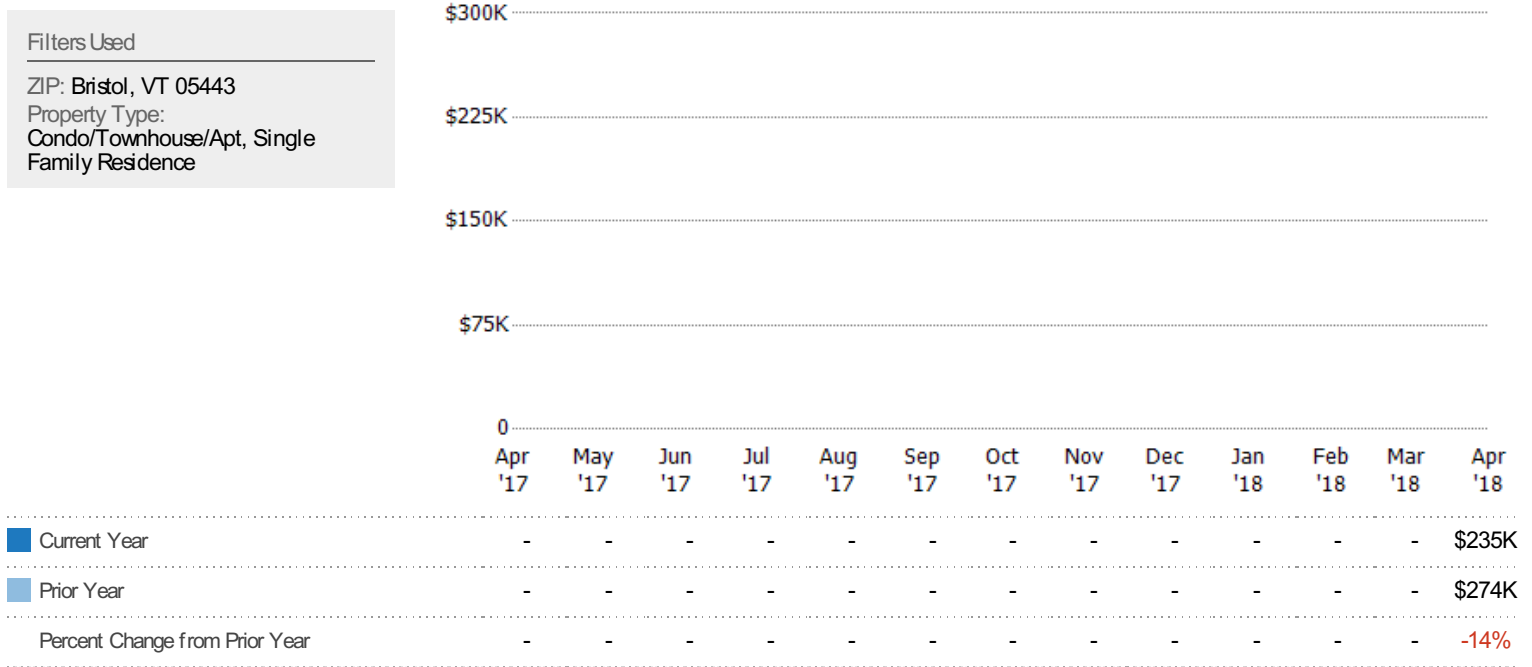 Filters Used
ZIP: Bristol, VT 05443
Property Type:
Condo/Townhouse/Apt, Single
Family Residence
$300K
$225K
$150K
$75K
0
Apr May Jun Jul Aug Sep Oct Nov Dec Jan Feb Mar Apr
'17 '17 '17 '17 '17 '17 '17 '17 '17 '18 '18 '18 '18
Current Year - - - - - - - - - - - - $235K
Prior Year - - - - - - - - - - - - $274K
Percent Change from Prior Year - - - - - - - - - - - - -14%